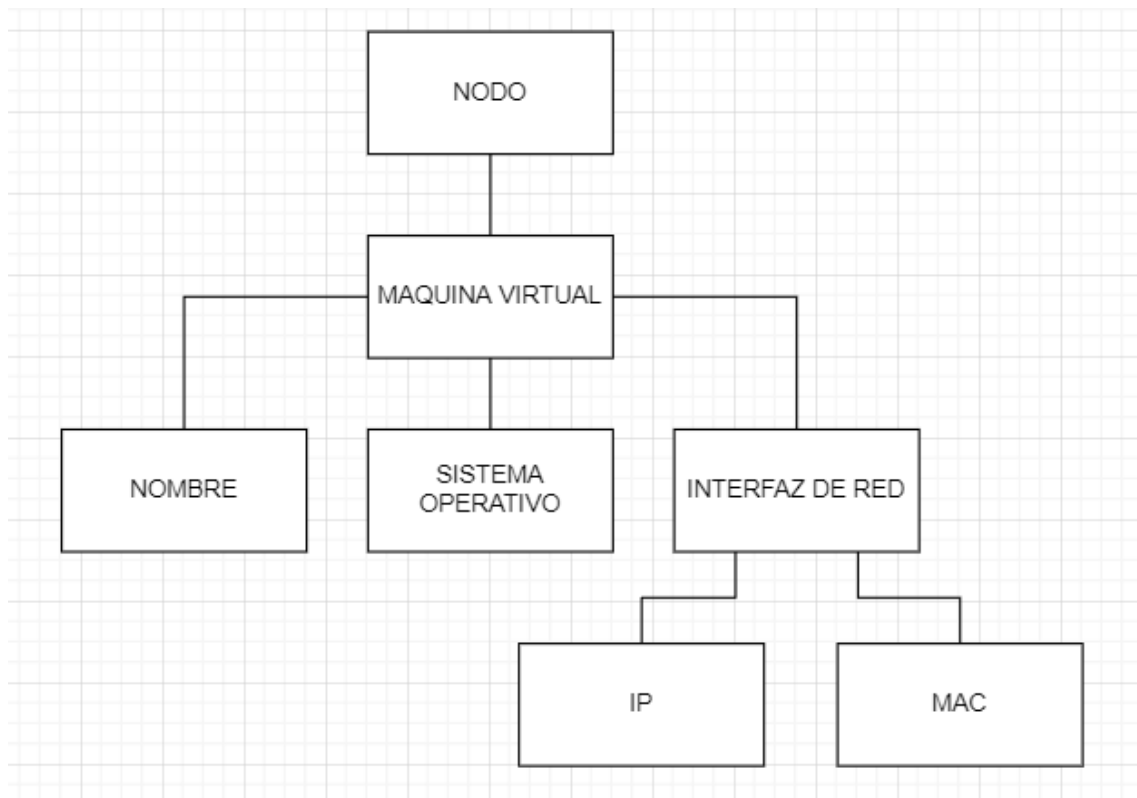 NODO
MAQUINA VIRTUAL
NOMBRE
SISTEMA
OPERATIVO
INTERFAZ DE RED
IP
MAC